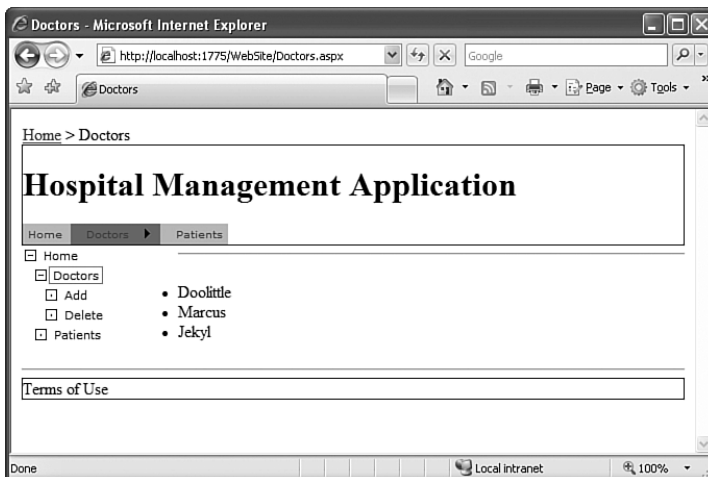 Doctors - Microsoft Internet Explorer
http://localhost:1775/WebSite/Doctors.aspx
Google
Doctors
Page
Tools
Home > Doctors
Hospital Management Application
Home Doctors Patients
Home
Doctors
Add
Delete
Patients
Doolittle
Marcus
Jekyl
Terms of Use
Done Local intranet 100%